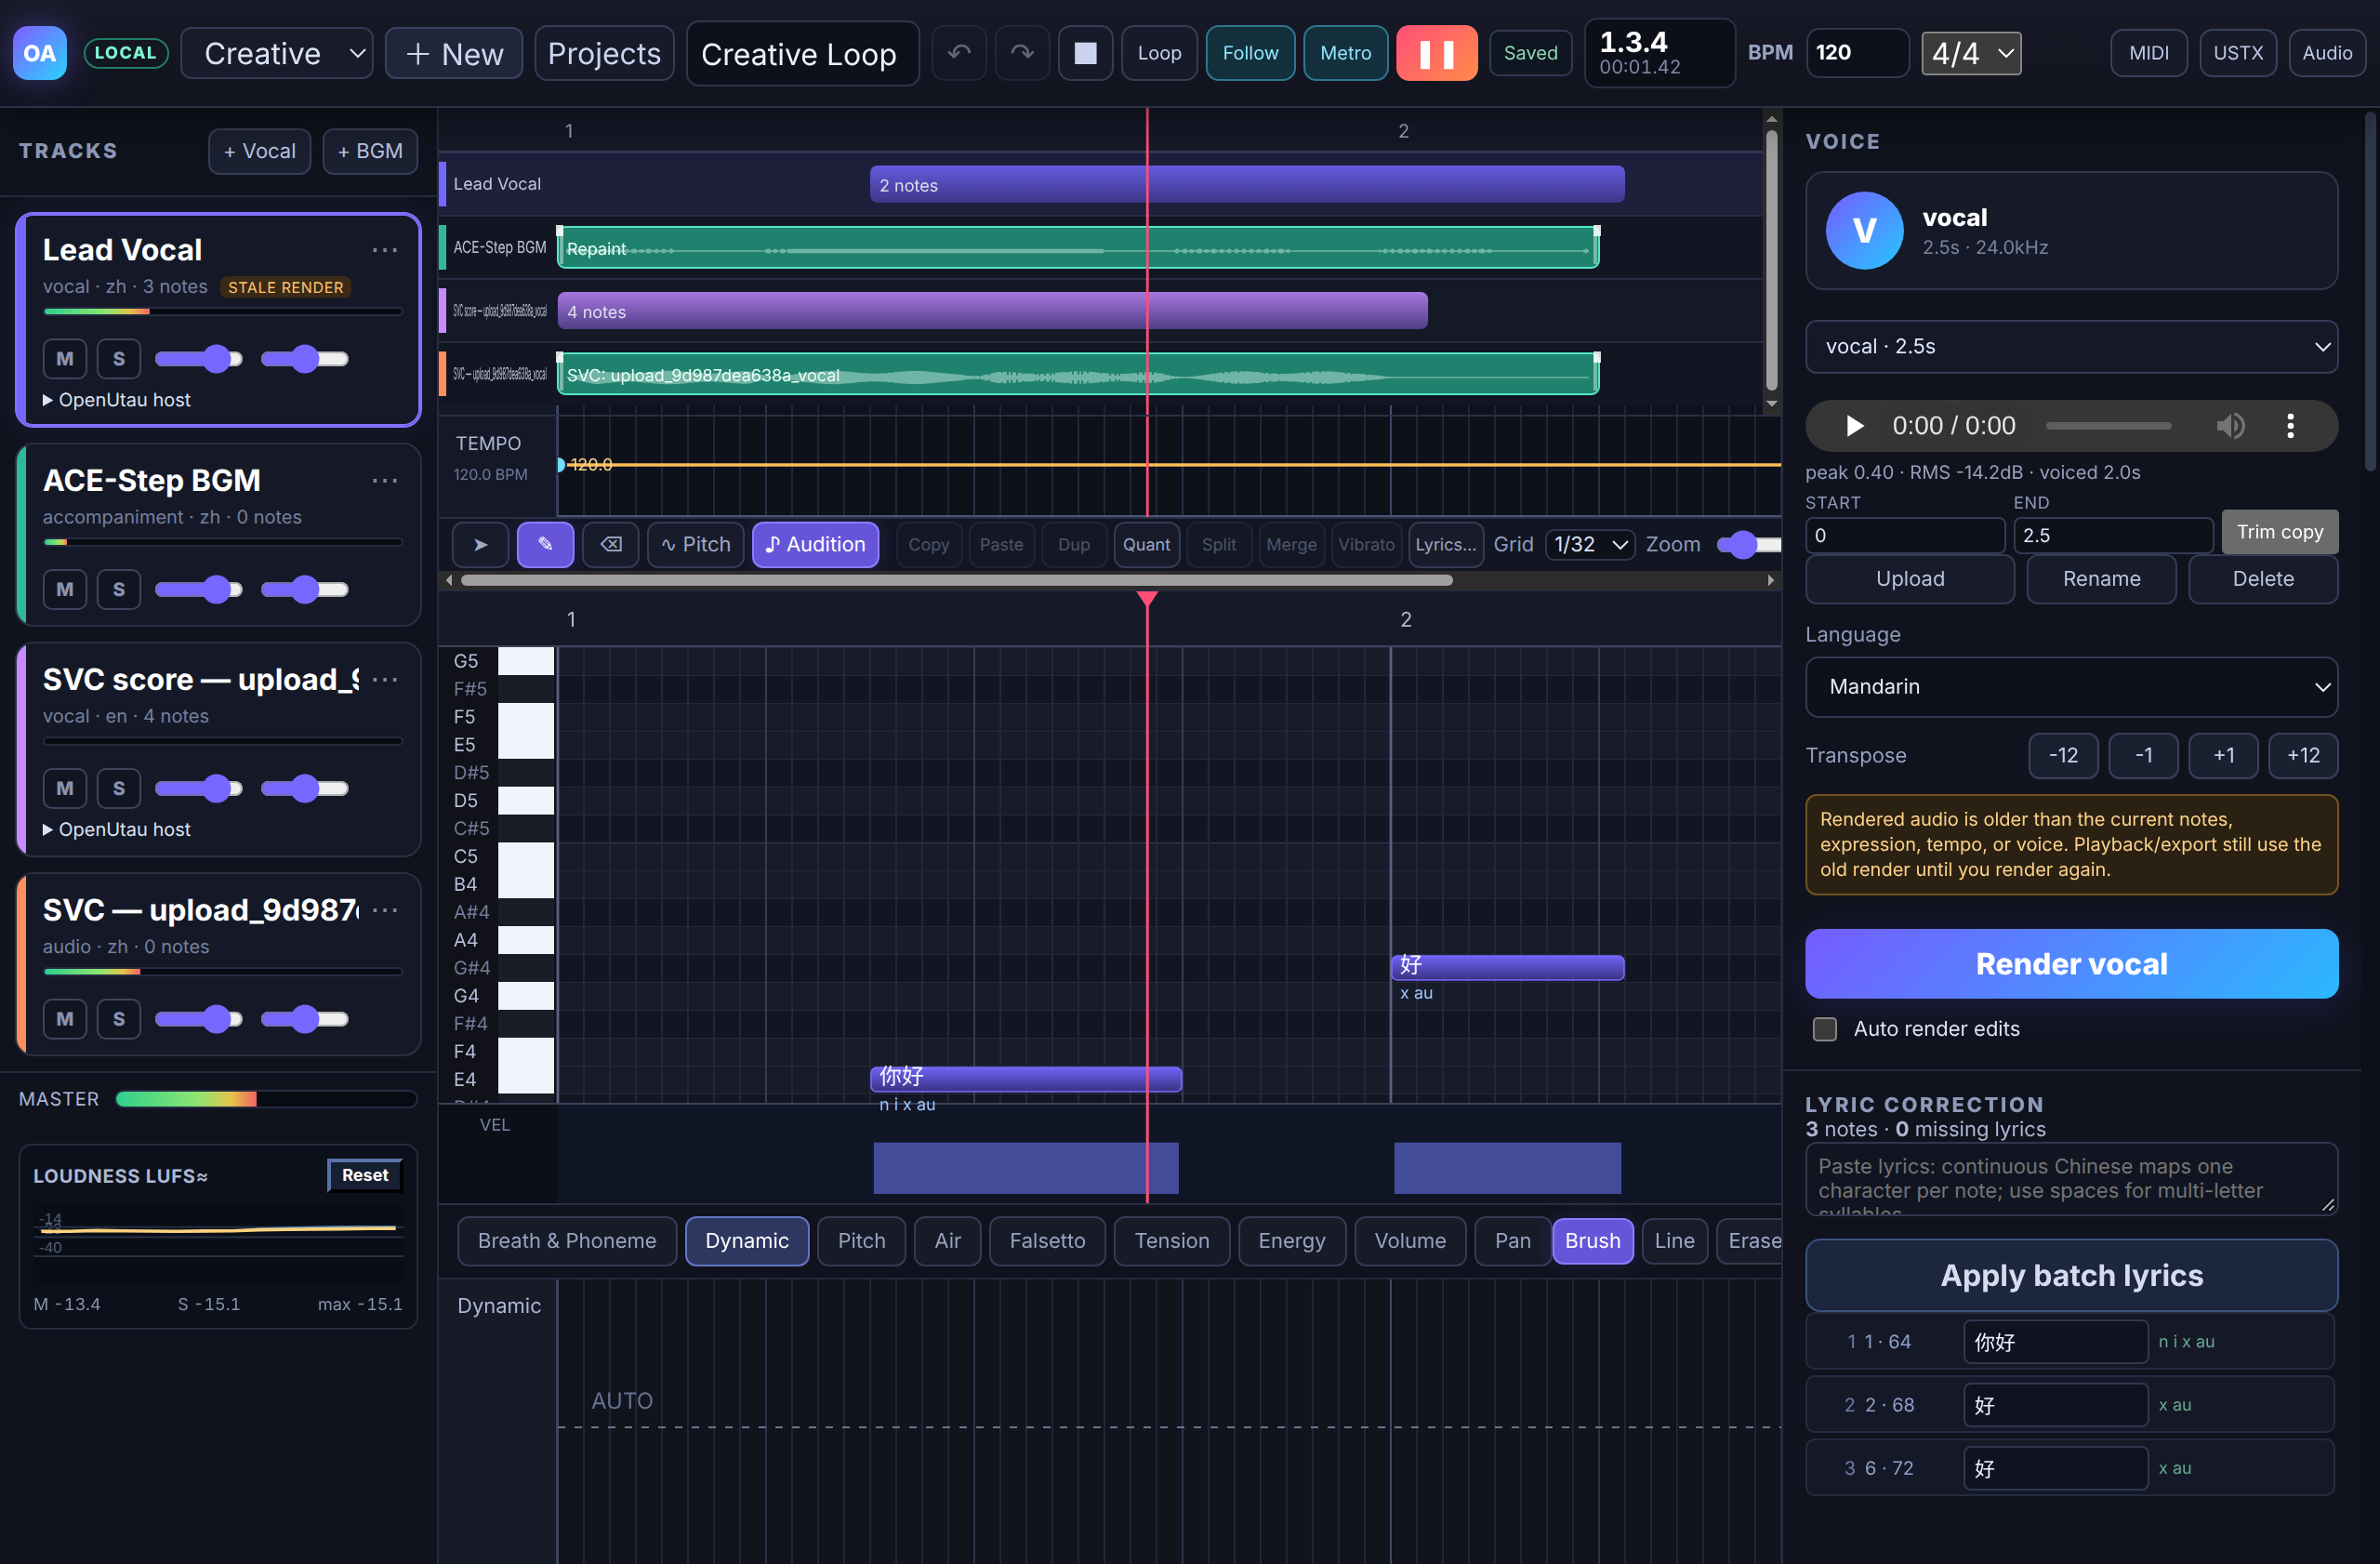 OA LOCAL Creative + New Projects Creative Loop Loop Follow Metro Saved 1.3.4 BPM 120 4/4 MIDI USTX Audio
00:01.42
TRACKS + Vocal + BGM
Lead Vocal ...
vocal · zh · 3 notes STALE RENDER
M S
OpenUtau host
ACE-Step BGM ...
accompaniment · zh · 0 notes
M S
SVC score — upload_9 ...
vocal · en · 4 notes
M S
OpenUtau host
SVC — upload_9d987 ...
audio · zh · 0 notes
M S
MASTER
LOUDNESS LUFS≈ Reset
-14
-40
M -13.4 S -15.1 max -15.1
1 2
Lead Vocal 2 notes
ACE-Step BGM Repaint
SVC score — upload_9d987dea638a_vocal 4 notes
SVC — upload_9d987dea638a_vocal SVC: upload_9d987dea638a_vocal
TEMPO
120.0 BPM 120.0
∿ Pitch Audition Copy Paste Dup Quant Split Merge Vibrato Lyrics... Grid 1/32 Zoom
1 2
G5
F#5
F5
E5
D#5
D5
C#5
C5
B4
A#4
A4
G#4 好
G4 x au
F#4
F4
E4 你好
D#4 n i x au
VEL
Breath & Phoneme Dynamic Pitch Air Falsetto Tension Energy Volume Pan Brush Line Erase
Dynamic
AUTO
VOICE
V vocal
2.5s · 24.0kHz
vocal · 2.5s
0:00 / 0:00
peak 0.40 · RMS -14.2dB · voiced 2.0s
START END
0 2.5 Trim copy
Upload Rename Delete
Language
Mandarin
Transpose -12 -1 +1 +12
Rendered audio is older than the current notes,
expression, tempo, or voice. Playback/export still use the
old render until you render again.
Render vocal
Auto render edits
LYRIC CORRECTION
3 notes · 0 missing lyrics
Paste lyrics: continuous Chinese maps one
character per note; use spaces for multi-letter
syllables
Apply batch lyrics
1 1 · 64 你好 n i x au
2 2 · 68 好 x au
3 6 · 72 好 x au